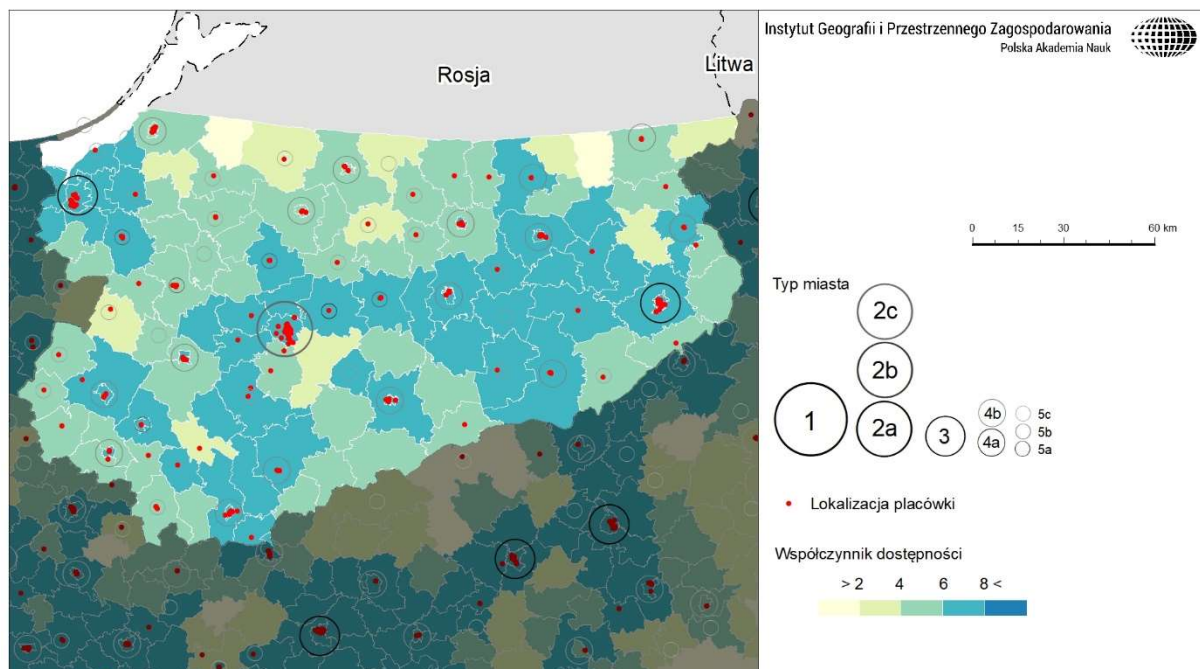 Rosja
Litwa
Instytut Geografii i Przestrzennego Zagospodarowania
Polska Akademia Nauk
0 15 30 60 km
Typ miasta
2c
2b
1
2a
3
4b
4a
5c
5b
5a
Lokalizacja placówki
Współczynnik dostępności
> 2 4 6 8 <